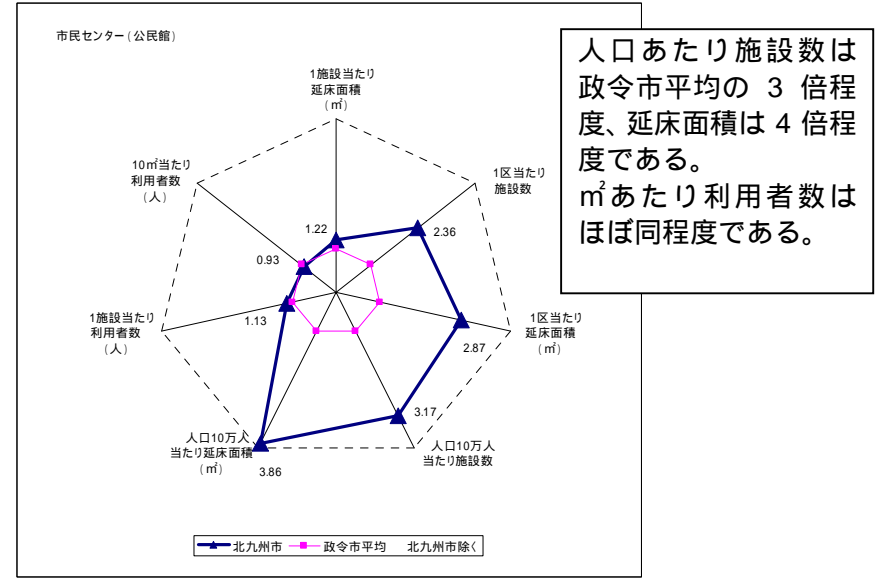 市民センター(公民館)
1施設当たり
延床面積
(㎡)
1区当たり
施設数
1区当たり
延床面積
(㎡)
人口10万人
当たり施設数
人口10万人
当たり延床面積
(㎡)
1施設当たり
利用者数
(人)
10㎡当たり
利用者数
(人)
1.22
2.36
2.87
3.17
3.86
1.13
0.93
北九州市 政令市平均 北九州市除く
人口あたり施設数は
政令市平均の 3 倍程
度、延床面積は 4 倍程
度である。
㎡あたり利用者数は
ほぼ同程度である。